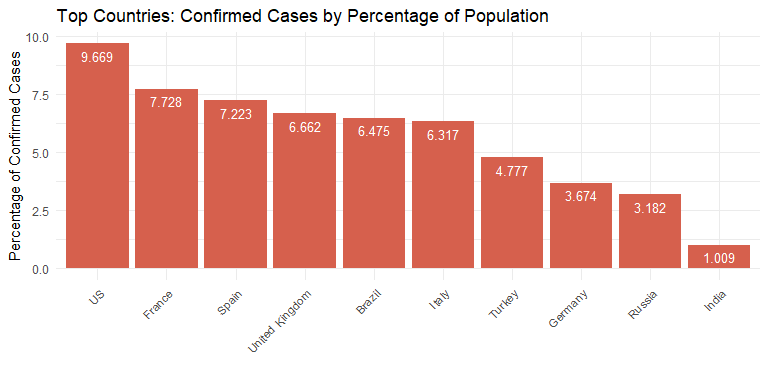 Top Countries: Confirmed Cases by Percentage of Population
Percentage of Confirmed Cases
10.0
7.5
5.0
2.5
0.0
9.669
7.728
7.223
6.662
6.475
6.317
4.777
3.674
3.182
1.009
US
France
Spain
United Kingdom
Brazil
Italy
Turkey
Germany
Russia
India